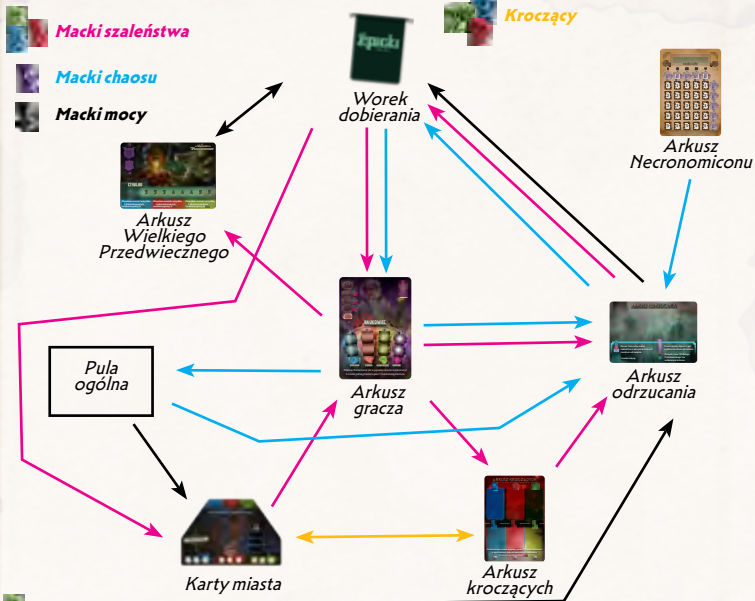 Macki szaleństwa
Kroczący
Macki chaosu
Macki mocy
Worek
dobierania
Arkusz
Necronomiconu
Arkusz
Wielkiego
Przedwiecznego
Pula
ogólna
Arkusz
gracza
Arkusz
odrzucania
Karty miasta
Arkusz
kroczących